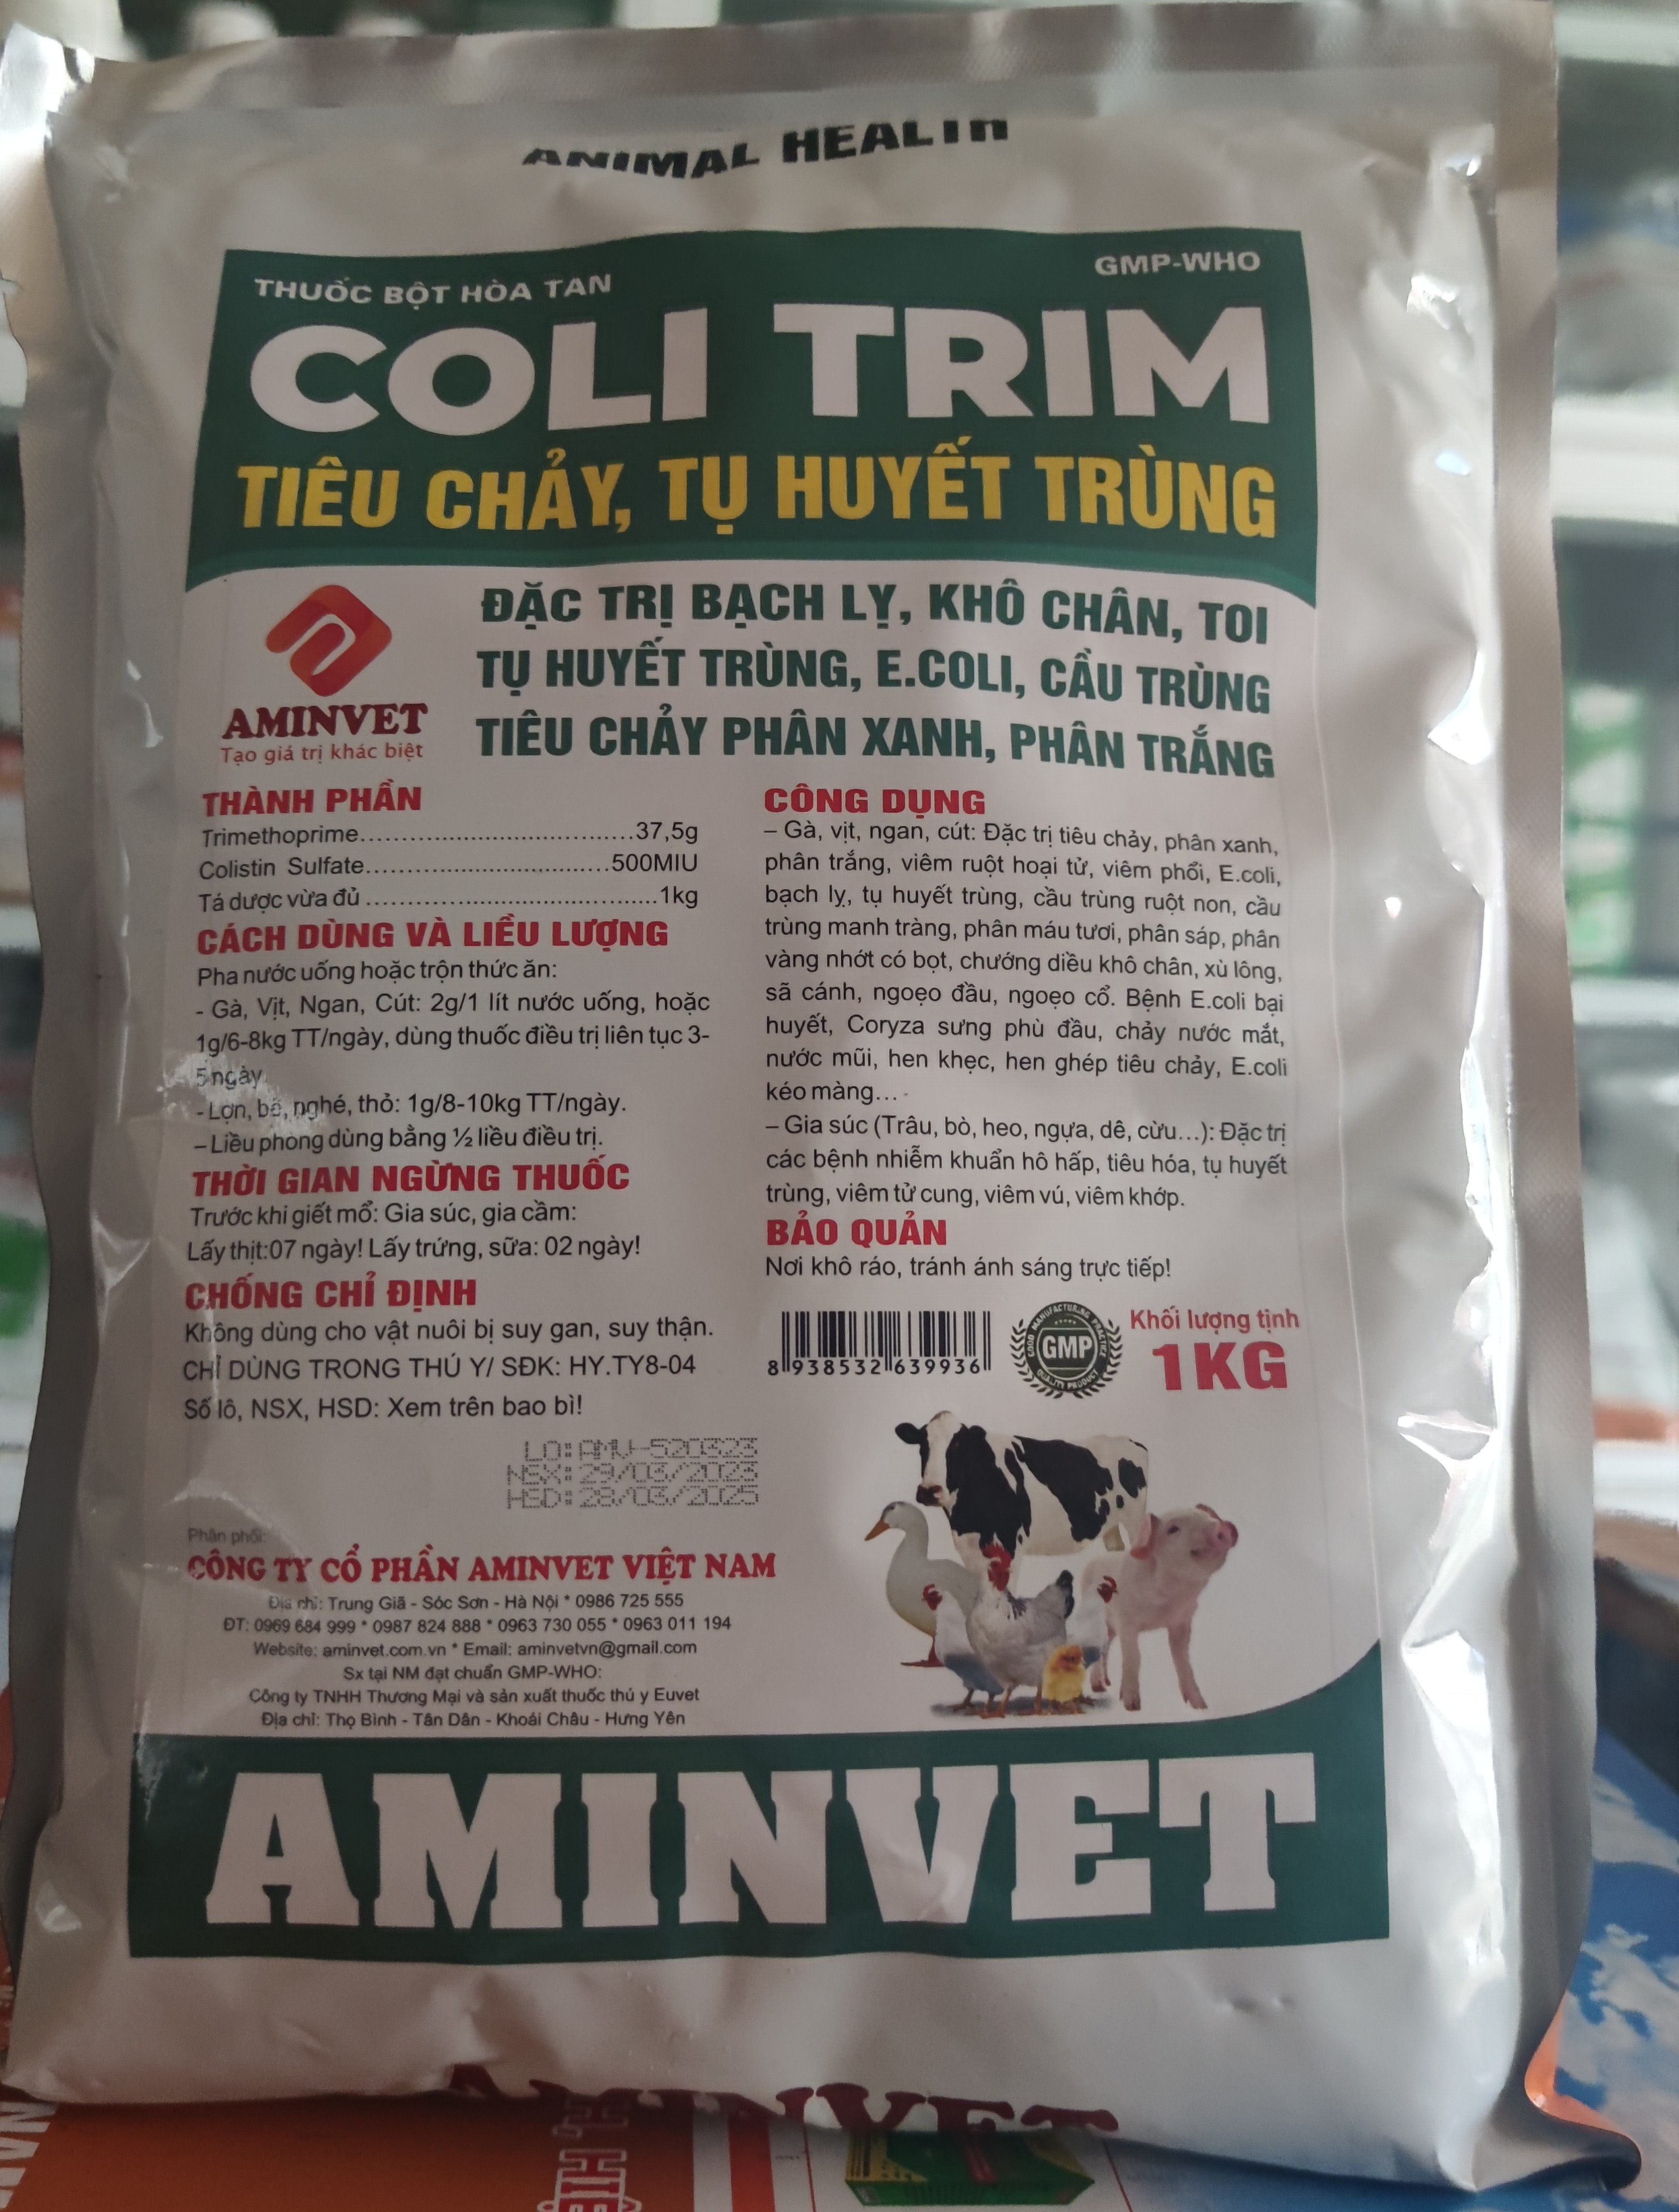 ANIMAL HEALTH
THUỐC BỘT HÒA TAN
GMP-WHO
COLI TRIM
TIÊU CHẢY, TỤ HUYẾT TRÙNG
AMINVET
Tạo giá trị khác biệt
ĐẶC TRỊ BẠCH LỴ, KHÔ CHÂN, TOI
TỤ HUYẾT TRÙNG, E.COLI, CẦU TRÙNG
TIÊU CHẢY PHÂN XANH, PHÂN TRẮNG
THÀNH PHẦN
Trimethoprime......................................37,5g
Colistin Sulfate..................................500MIU
Tá dược vừa đủ.........................................1kg
CÁCH DÙNG VÀ LIỀU LƯỢNG
Pha nước uống hoặc trộn thức ăn:
- Gà, Vịt, Ngan, Cút: 2g/1 lít nước uống, hoặc
1g/6-8kg TT/ngày, dùng thuốc điều trị liên tục 3-
5 ngày
- Lợn, bê, nghé, thỏ: 1g/8-10kg TT/ngày.
– Liều phòng dùng bằng ½ liều điều trị.
THỜI GIAN NGỪNG THUỐC
Trước khi giết mổ: Gia súc, gia cầm:
Lấy thịt:07 ngày! Lấy trứng, sữa: 02 ngày!
CHỐNG CHỈ ĐỊNH
Không dùng cho vật nuôi bị suy gan, suy thận.
CHỈ DÙNG TRONG THÚ Y/ SĐK: HY.TY8-04
Số lô, NSX, HSD: Xem trên bao bì!
LO:AMV-520323
NSX:29/03/2023
HSD:28/03/2025
CÔNG DỤNG
– Gà, vịt, ngan, cút: Đặc trị tiêu chảy, phân xanh,
phân trắng, viêm ruột hoại tử, viêm phổi, E.coli,
bạch lỵ, tụ huyết trùng, cầu trùng ruột non, cầu
trùng manh tràng, phân máu tươi, phân sáp, phân
vàng nhớt có bọt, chướng diều khô chân, xù lông,
sã cánh, ngoẹo đầu, ngoẹo cổ. Bệnh E.coli bại
huyết, Coryza sưng phù đầu, chảy nước mắt,
nước mũi, hen khẹc, hen ghép tiêu chảy, E.coli
kéo màng...
– Gia súc (Trâu, bò, heo, ngựa, dê, cừu...): Đặc trị
các bệnh nhiễm khuẩn hô hấp, tiêu hóa, tụ huyết
trùng, viêm tử cung, viêm vú, viêm khớp.
BẢO QUẢN
Nơi khô ráo, tránh ánh sáng trực tiếp!
8 938532 639936
GOOD MANUFACTURING PRACTICE
GMP
QUALITY PRODUCT
Khối lượng tịnh
1KG
Phân phối:
CÔNG TY CỔ PHẦN AMINVET VIỆT NAM
Địa chỉ: Trung Giã - Sóc Sơn - Hà Nội * 0986 725 555
ĐT: 0969 684 999 * 0987 824 888 * 0963 730 055 * 0963 011 194
Website: aminvet.com.vn * Email: aminvetvn@gmail.com
Sx tại NM đạt chuẩn GMP-WHO:
Công ty TNHH Thương Mại và sản xuất thuốc thú y Euvet
Địa chỉ: Thọ Bình - Tân Dân - Khoái Châu - Hưng Yên
AMINVET
AMINVET